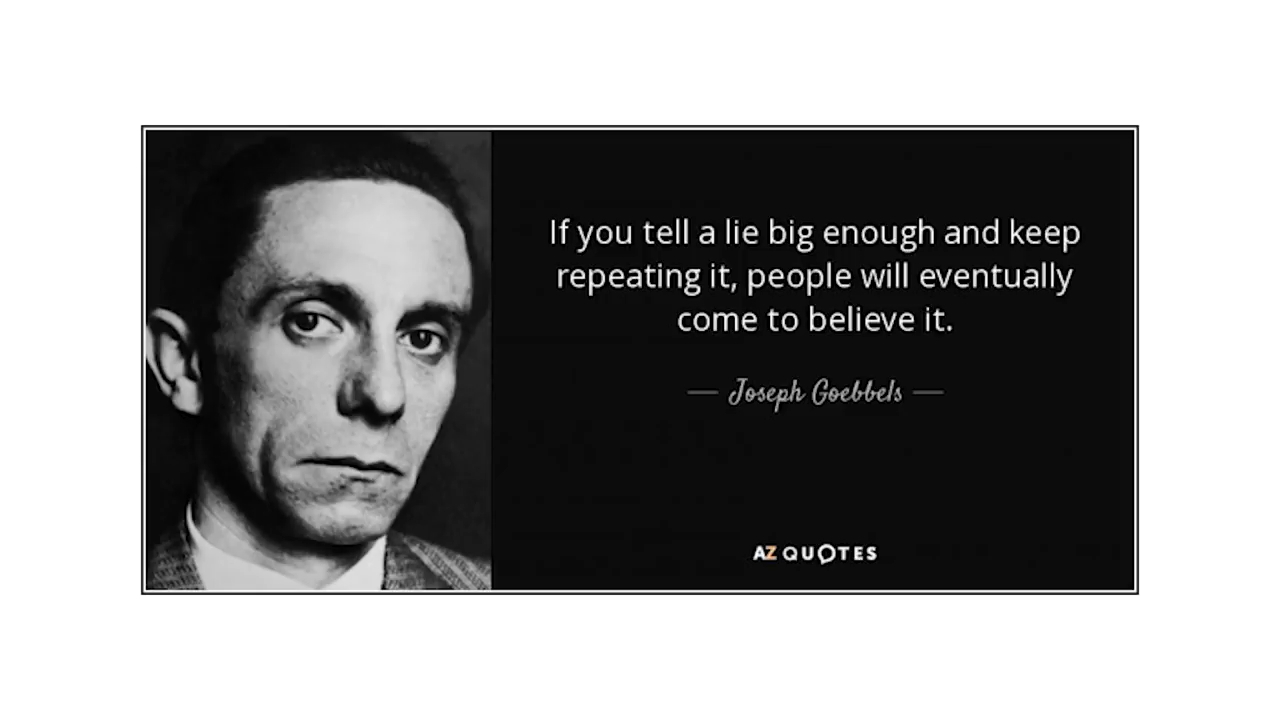 If you tell a lie big enough and keep
repeating it, people will eventually
come to believe it.
— Joseph Goebbels —
AZ QUOTES